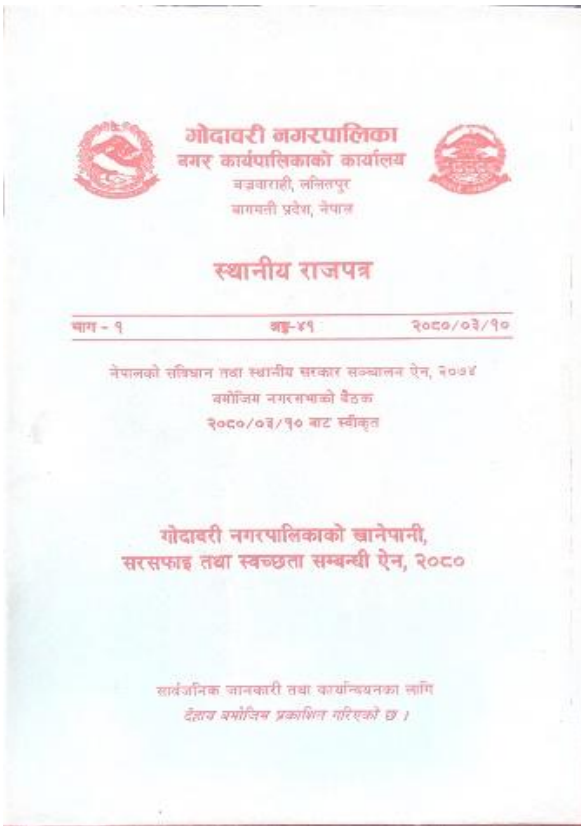 गोदावरी नगरपालिका
नगर कार्यपालिकाको कार्यालय
बज्रवाराही, ललितपुर
बागमती प्रदेश, नेपाल
स्थानीय राजपत्र
भाग - १ अङ्क-४१ २०८०/०३/१०
नेपालको संविधान तथा स्थानीय सरकार सञ्चालन ऐन, २०७४
बमोजिम नगरसभाको बैठक
२०८०/०३/१० बाट स्वीकृत
गोदावरी नगरपालिकाको खानेपानी,
सरसफाइ तथा स्वच्छता सम्बन्धी ऐन, २०८०
सार्वजनिक जानकारी तथा कार्यान्वयनका लागि
देहाय बमोजिम प्रकाशित गरिएको छ ।